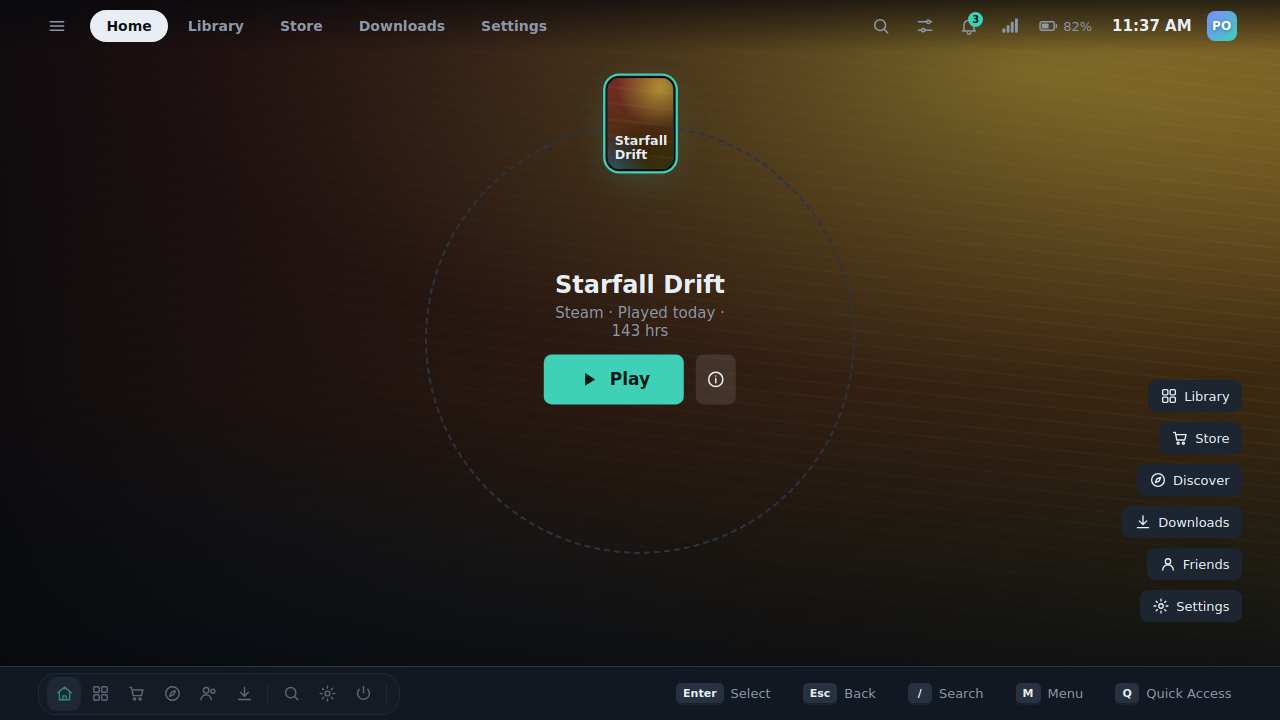 Home Library Store Downloads Settings 3 82% 11:37 AM PO
Starfall
Drift
Starfall Drift
Steam · Played today ·
143 hrs
Play
Library
Store
Discover
Downloads
Friends
Settings
Enter Select Esc Back / Search M Menu Q Quick Access